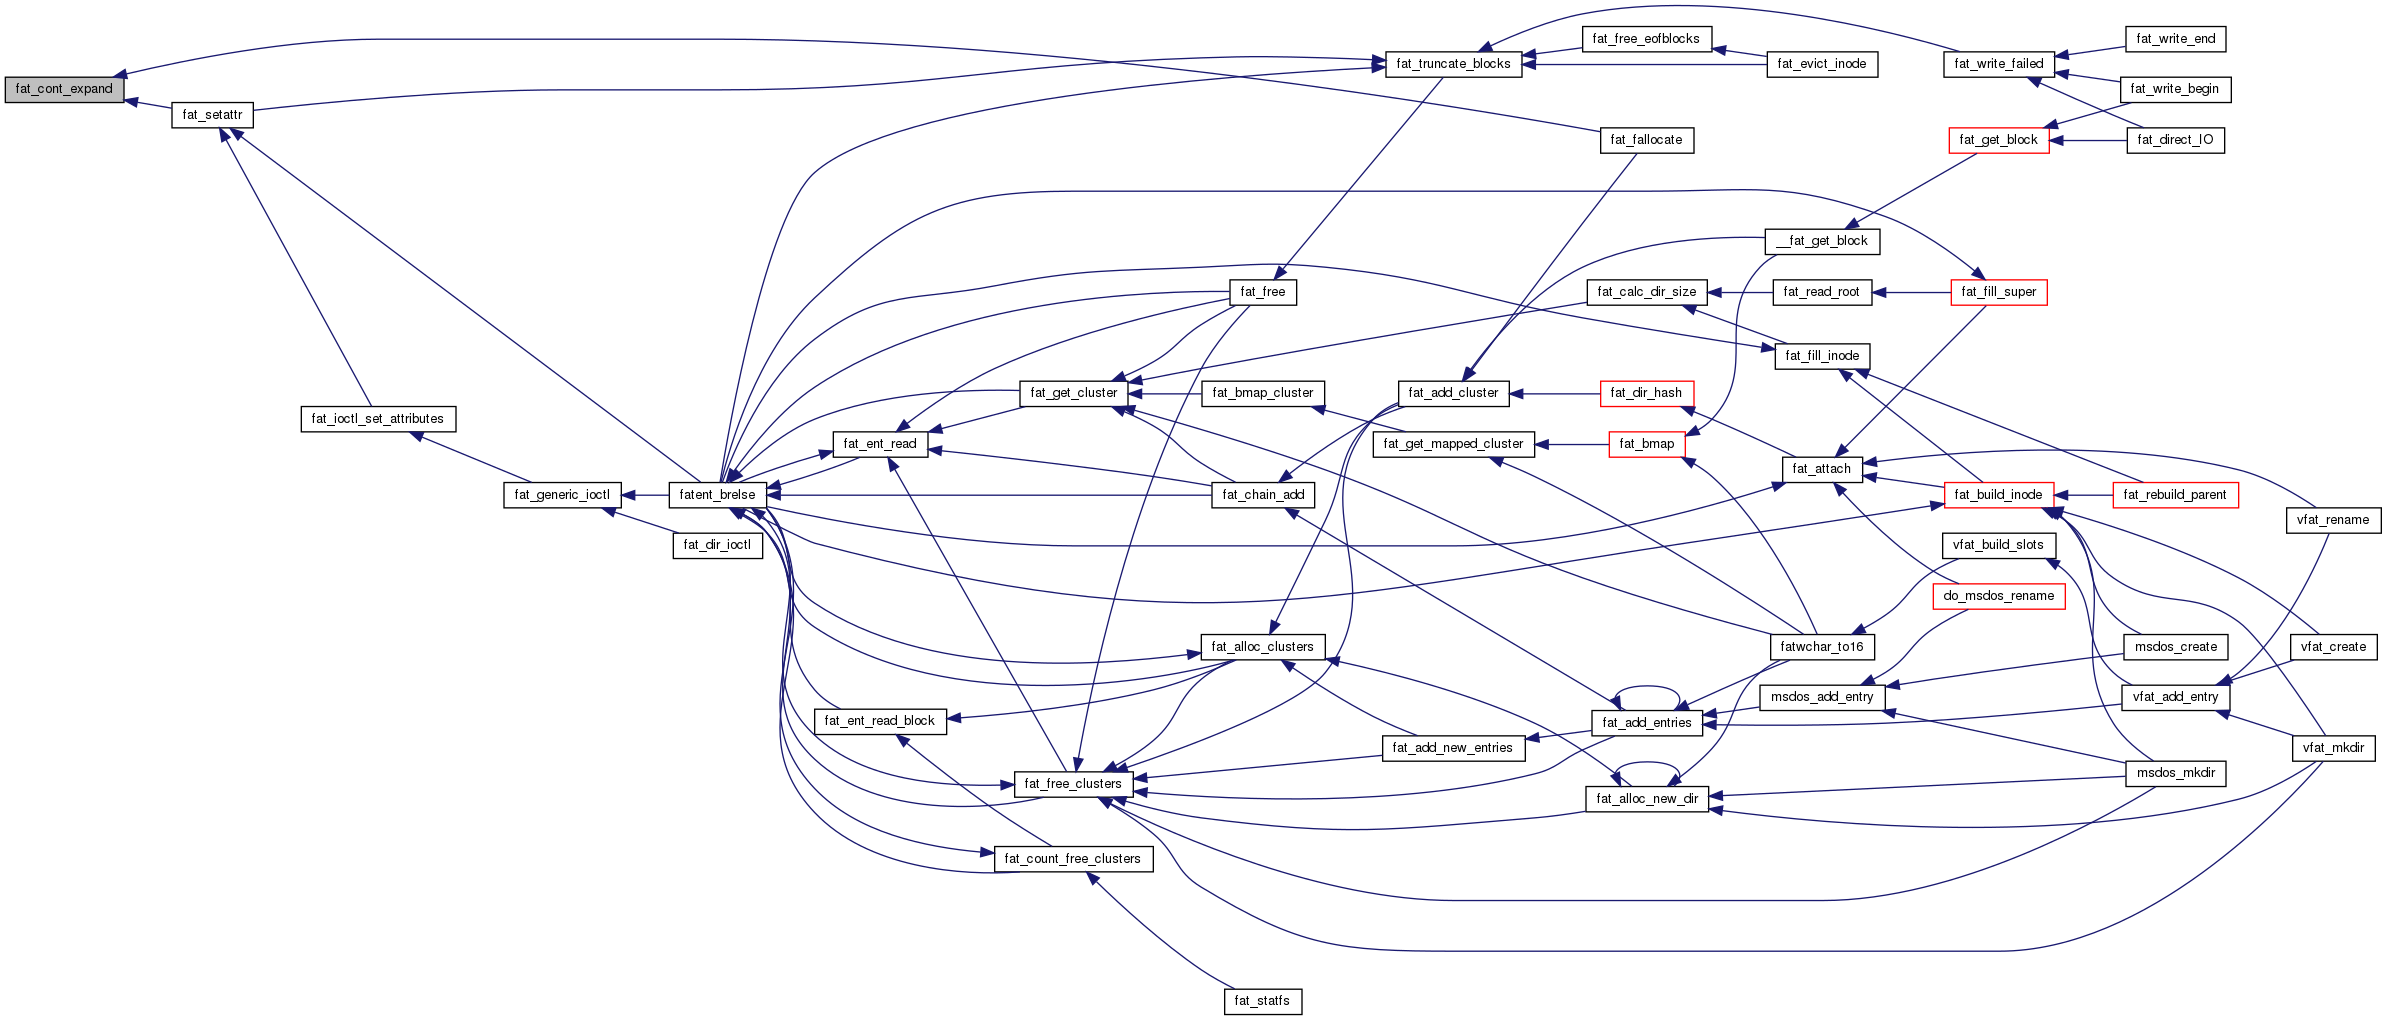 fat_cont_expand
fat_setattr
fat_ioctl_set_attributes
fat_generic_ioctl
fatent_brelse
fat_dir_ioctl
fat_ent_read
fat_ent_read_block
fat_get_cluster
fat_free_clusters
fat_count_free_clusters
fat_free
fat_bmap_cluster
fat_chain_add
fat_alloc_clusters
fat_statfs
fat_truncate_blocks
fat_add_cluster
fat_get_mapped_cluster
fat_add_new_entries
fat_free_eofblocks
fat_fallocate
fat_calc_dir_size
fat_dir_hash
fat_bmap
fat_add_entries
fat_alloc_new_dir
fat_evict_inode
__fat_get_block
fat_read_root
fat_fill_inode
fat_attach
fatwchar_to16
msdos_add_entry
fat_write_failed
fat_get_block
fat_fill_super
fat_build_inode
vfat_build_slots
do_msdos_rename
fat_write_end
fat_write_begin
fat_direct_IO
fat_rebuild_parent
msdos_create
vfat_add_entry
msdos_mkdir
vfat_rename
vfat_create
vfat_mkdir